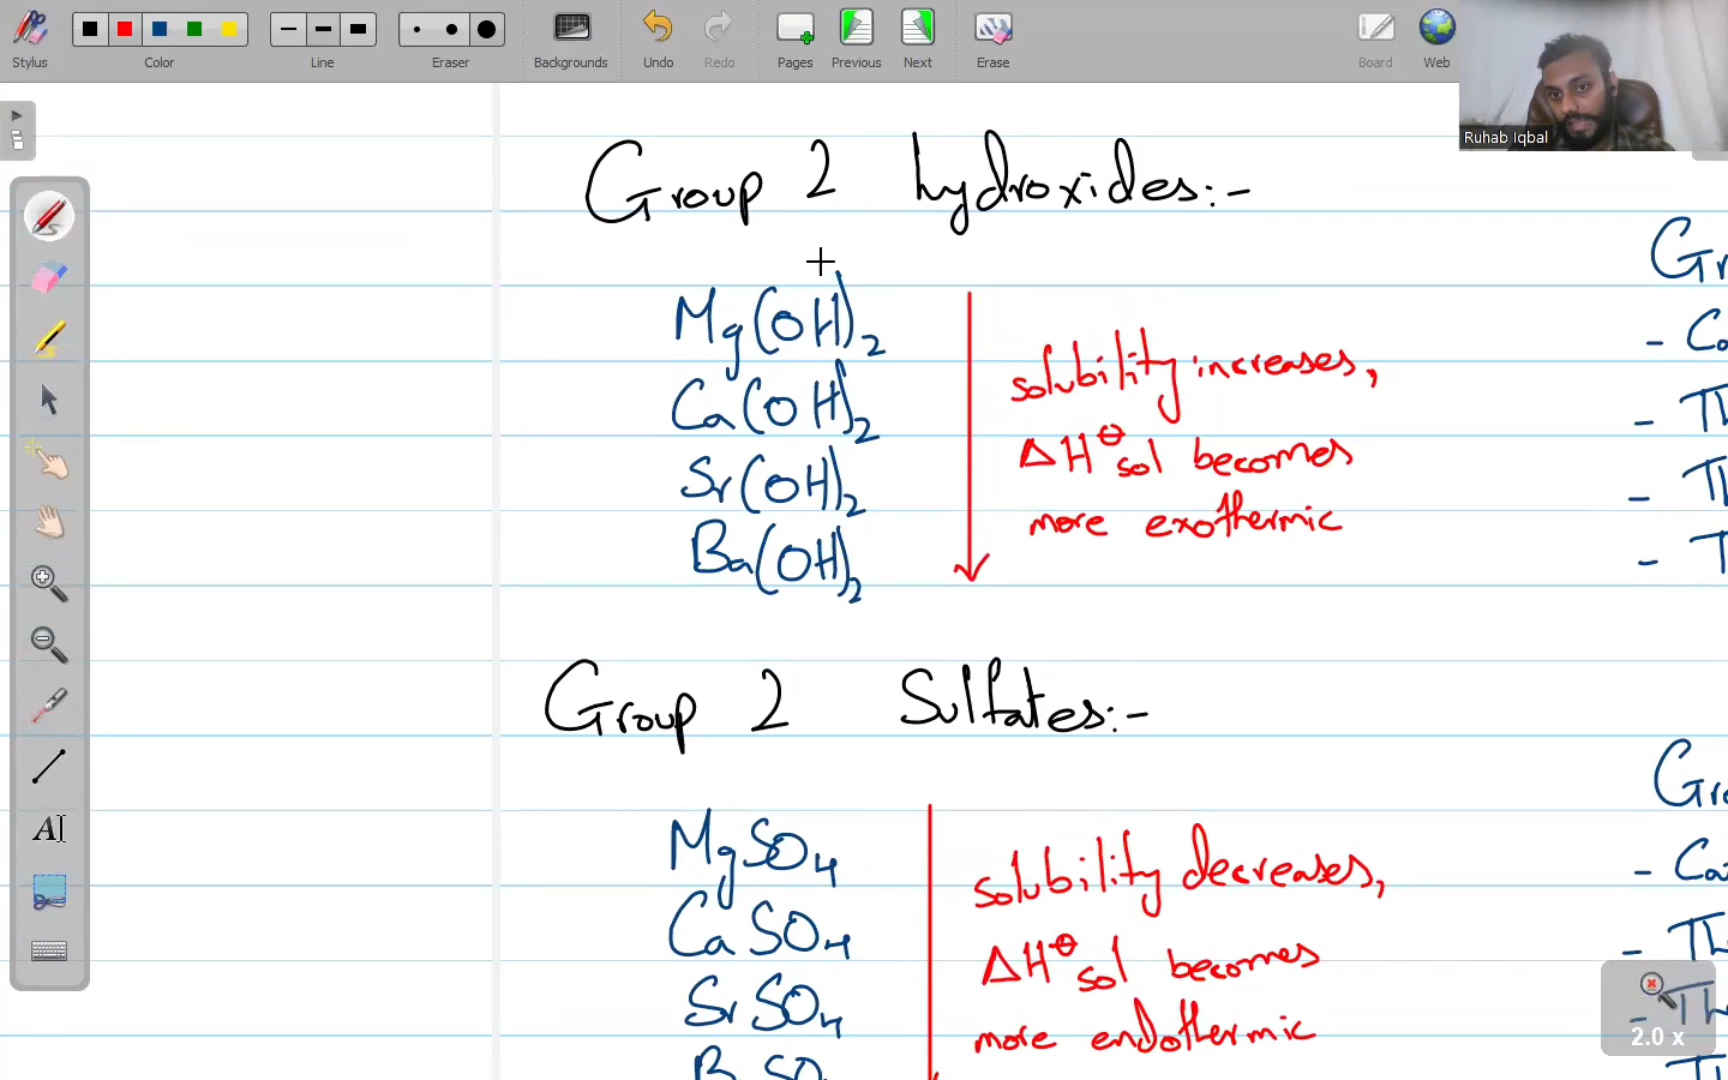 Stylus Color Line Eraser Backgrounds Undo Redo Pages Previous Next Erase Board Web
Ruhab Iqbal
Group 2 hydroxides:-
Mg(OH)2
Ca(OH)2
Sr(OH)2
Ba(OH)2
solubility increases,
ΔH⊖sol becomes
more exothermic
Group 2 Sulfates:-
MgSO4
CaSO4
SrSO4
solubility decreases,
ΔH⊖sol becomes
more endothermic
2.0 x